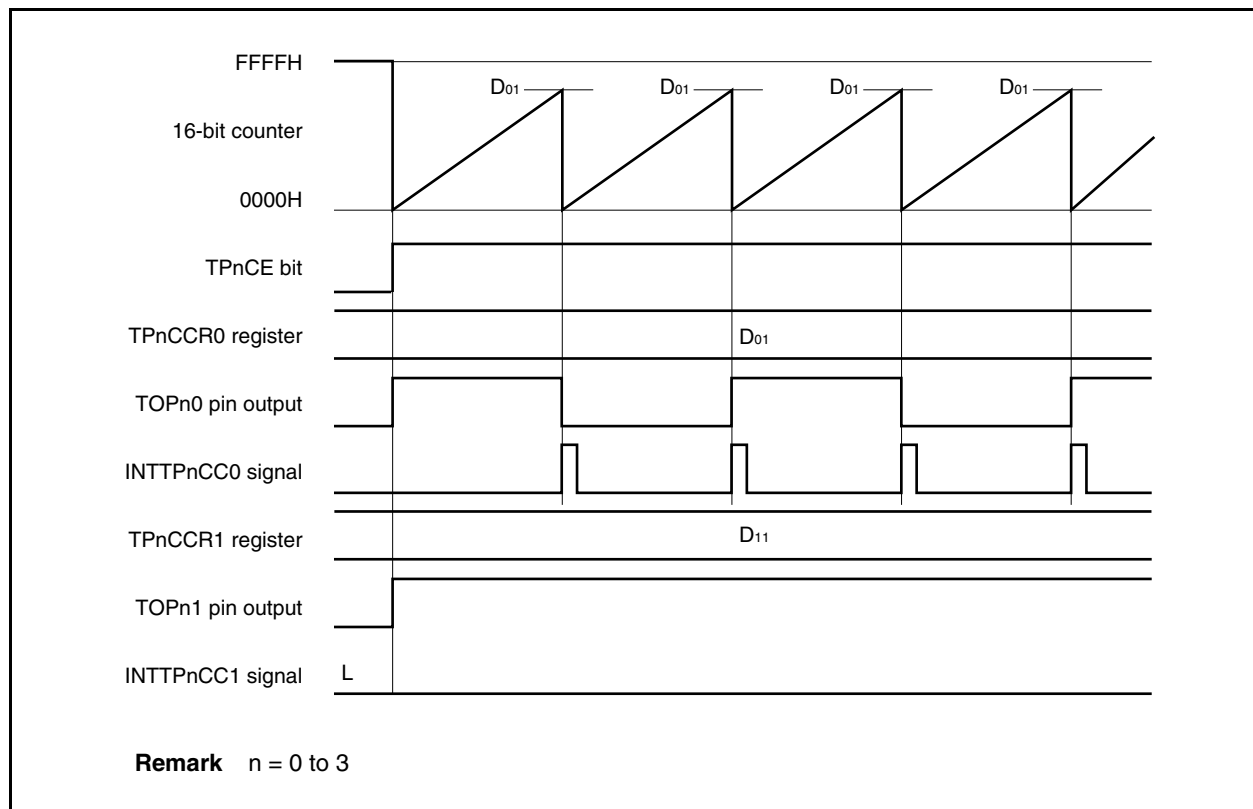 FFFFH
D01 D01 D01 D01
16-bit counter
0000H
TPnCE bit
TPnCCR0 register D01
TOPn0 pin output
INTTPnCC0 signal
TPnCCR1 register D11
TOPn1 pin output
INTTPnCC1 signal L
Remark n = 0 to 3